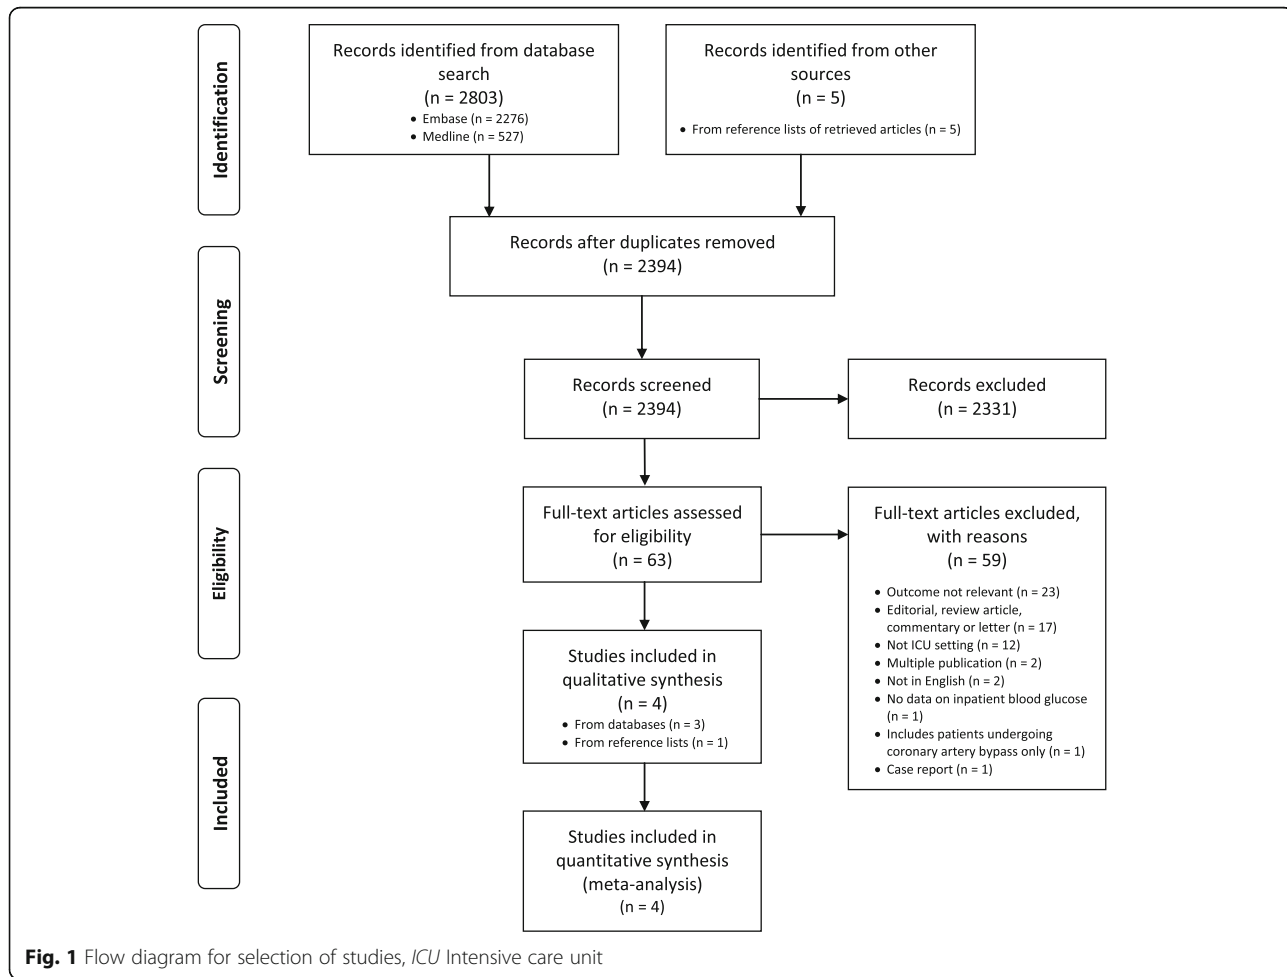 Identification
Records identified from database
search
(n = 2803)
• Embase (n = 2276)
• Medline (n = 527)
Records identified from other
sources
(n = 5)
• From reference lists of retrieved articles (n = 5)
Records after duplicates removed
(n = 2394)
Screening
Records screened
(n = 2394)
Records excluded
(n = 2331)
Eligibility
Full-text articles assessed
for eligibility
(n = 63)
Full-text articles excluded,
with reasons
(n = 59)
• Outcome not relevant (n = 23)
• Editorial, review article,
commentary or letter (n = 17)
• Not ICU setting (n = 12)
• Multiple publication (n = 2)
• Not in English (n = 2)
• No data on inpatient blood glucose
(n = 1)
• Includes patients undergoing
coronary artery bypass only (n = 1)
• Case report (n = 1)
Studies included in
qualitative synthesis
(n = 4)
• From databases (n = 3)
• From reference lists (n = 1)
Included
Studies included in
quantitative synthesis
(meta-analysis)
(n = 4)
Fig. 1 Flow diagram for selection of studies, ICU Intensive care unit